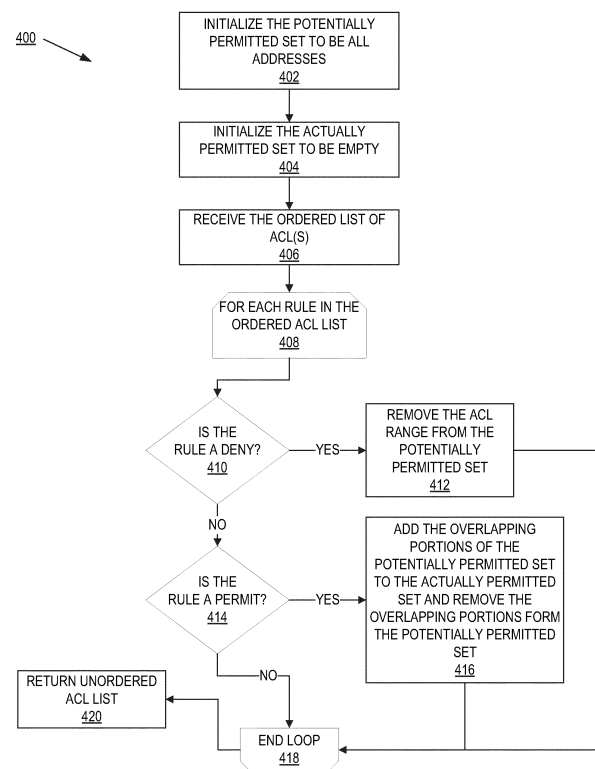 400
INITIALIZE THE POTENTIALLY
PERMITTED SET TO BE ALL
ADDRESSES
402
INITIALIZE THE ACTUALLY
PERMITTED SET TO BE EMPTY
404
RECEIVE THE ORDERED LIST OF
ACL(S)
406
FOR EACH RULE IN THE
ORDERED ACL LIST
408
IS THE
RULE A DENY?
410
YES
REMOVE THE ACL
RANGE FROM THE
POTENTIALLY
PERMITTED SET
412
NO
IS THE
RULE A PERMIT?
414
YES
ADD THE OVERLAPPING
PORTIONS OF THE
POTENTIALLY PERMITTED SET
TO THE ACTUALLY PERMITTED
SET AND REMOVE THE
OVERLAPPING PORTIONS FORM
THE POTENTIALLY PERMITTED
SET
416
NO
RETURN UNORDERED
ACL LIST
420
END LOOP
418